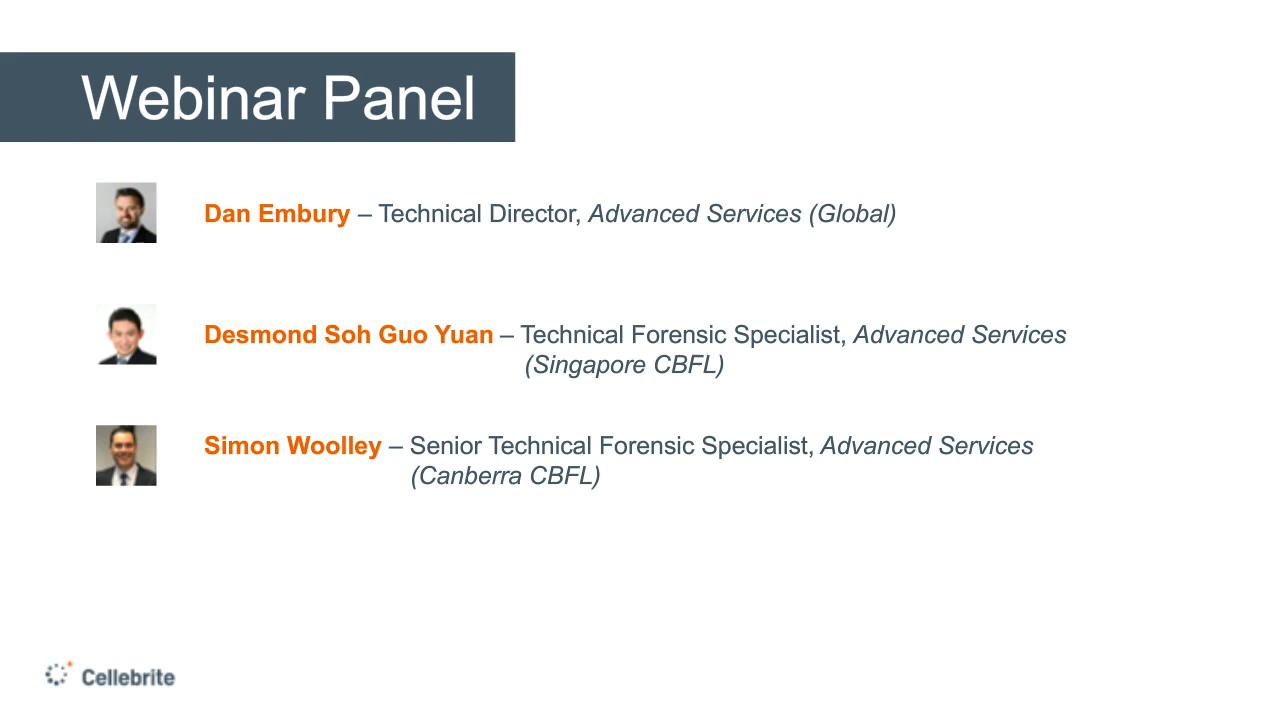 Webinar Panel
Dan Embury – Technical Director, Advanced Services (Global)
Desmond Soh Guo Yuan – Technical Forensic Specialist, Advanced Services
(Singapore CBFL)
Simon Woolley – Senior Technical Forensic Specialist, Advanced Services
(Canberra CBFL)
Cellebrite